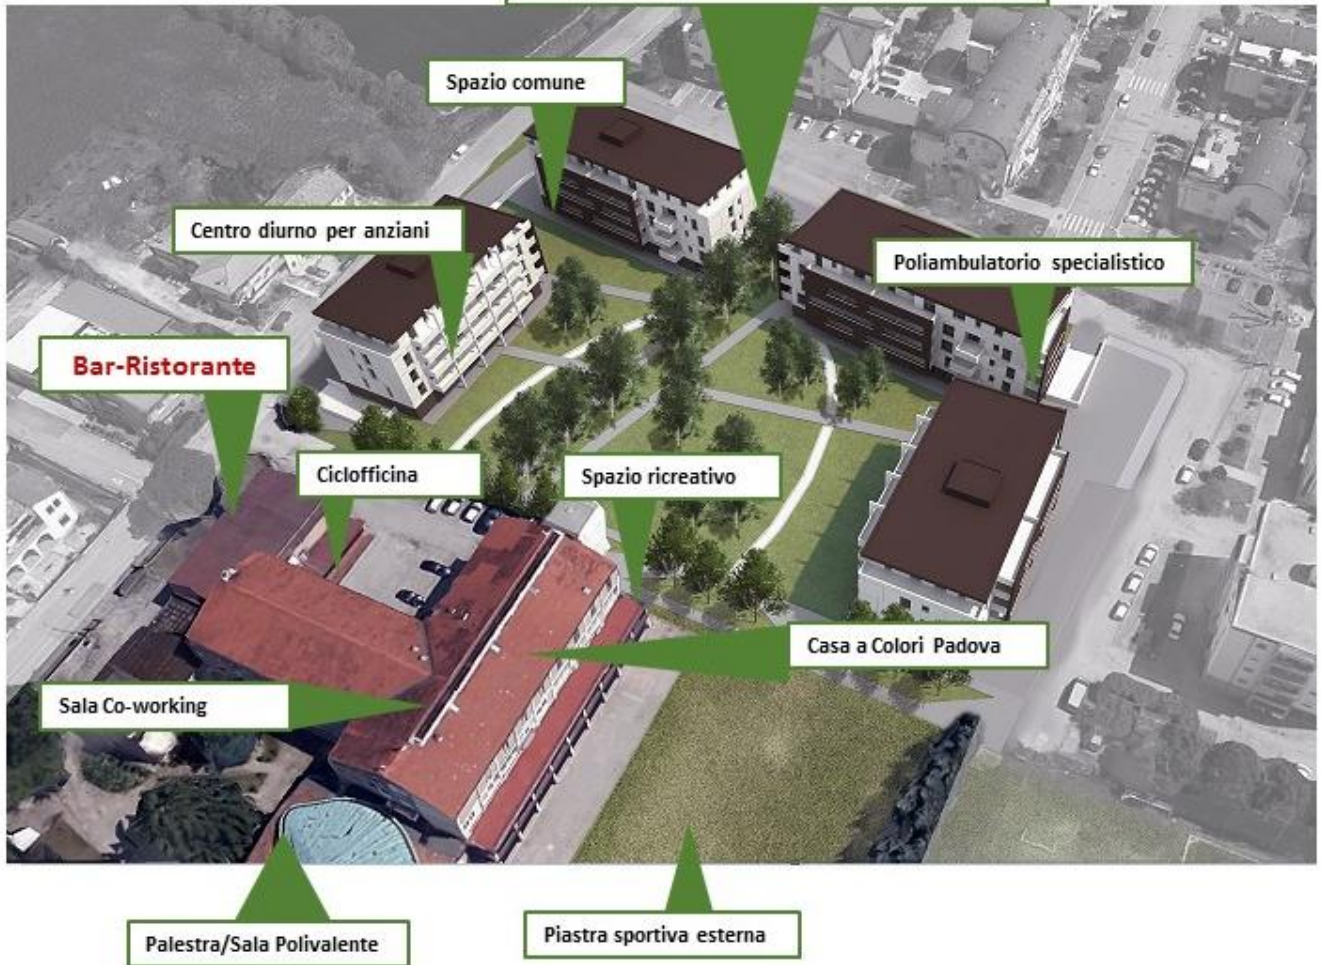 Spazio comune
Centro diurno per anziani
Poliambulatorio specialistico
Bar-Ristorante
Ciclofficina
Spazio ricreativo
Casa a Colori Padova
Sala Co-working
Palestra/Sala Polivalente
Piastra sportiva esterna